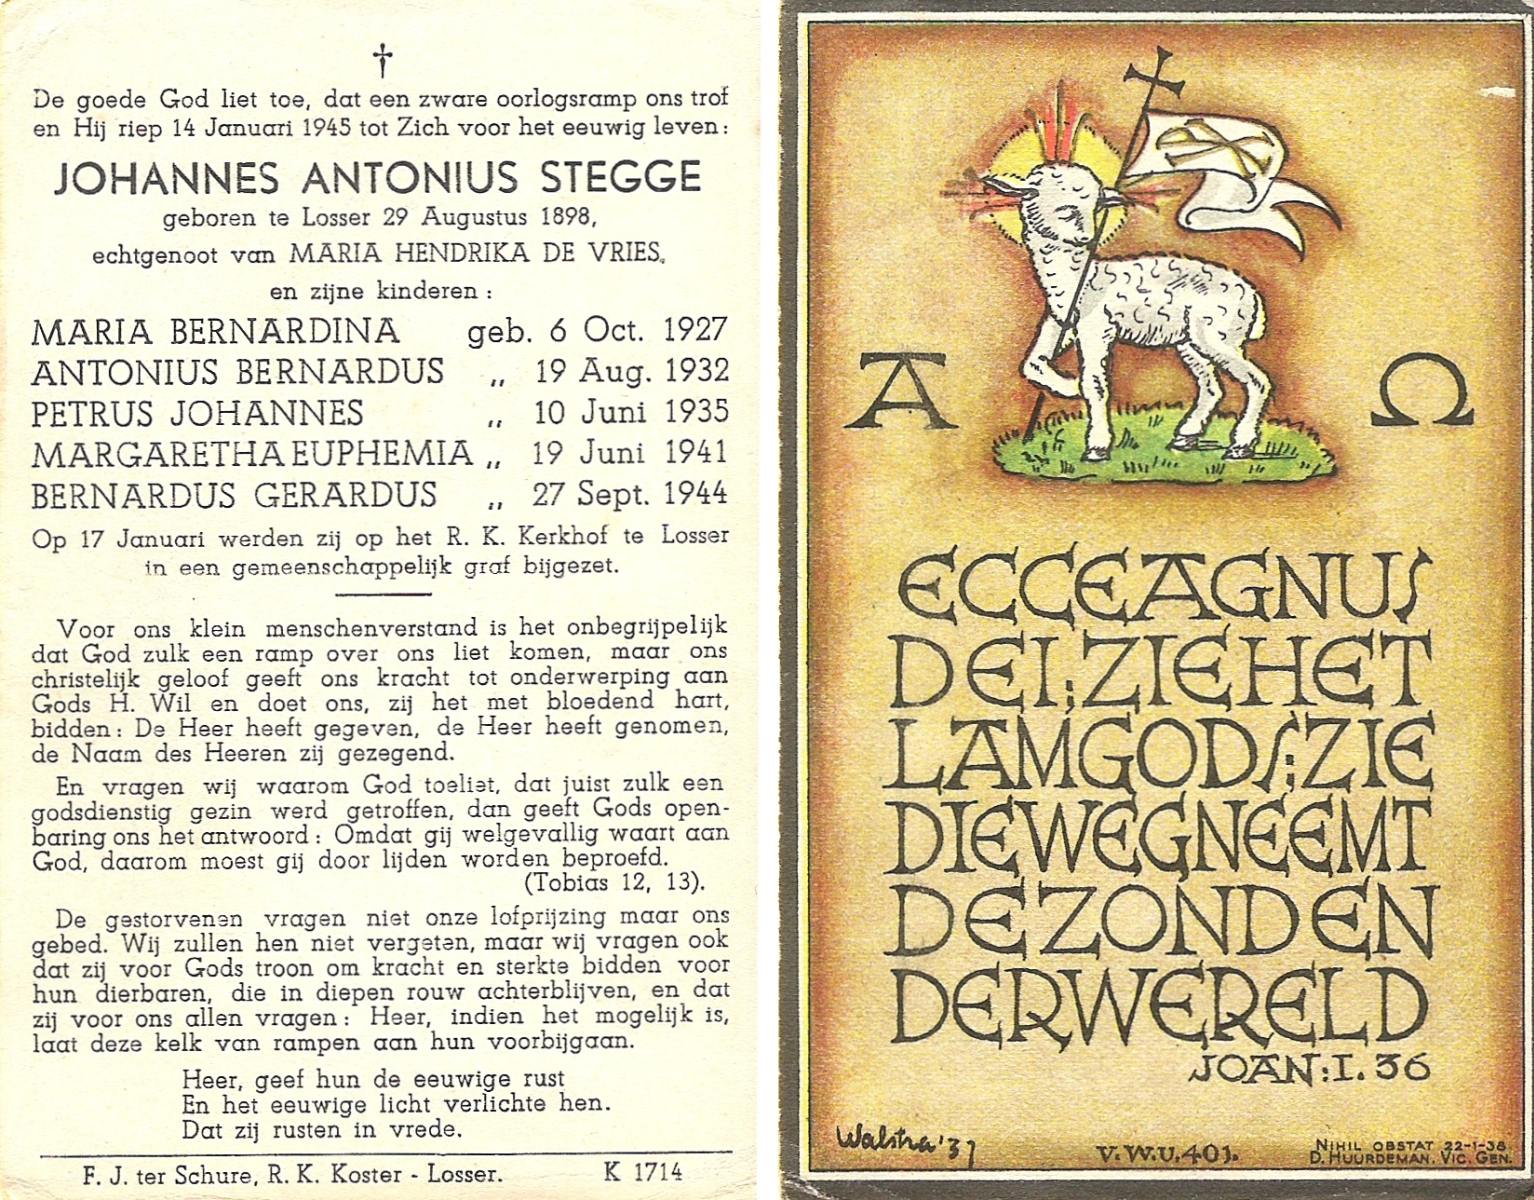 De goede God liet toe, dat een zware oorlogsramp ons trof
en Hij riep 14 Januari 1945 tot Zich voor het eeuwig leven:
JOHANNES ANTONIUS STEGGE
geboren te Losser 29 Augustus 1898,
echtgenoot van MARIA HENDRIKA DE VRIES,
en zijne kinderen :
MARIA BERNARDINA geb. 6 Oct. 1927
ANTONIUS BERNARDUS „ 19 Aug. 1932
PETRUS JOHANNES „ 10 Juni 1935
MARGARETHA EUPHEMIA „ 19 Juni 1941
BERNARDUS GERARDUS „ 27 Sept. 1944
Op 17 Januari werden zij op het R. K. Kerkhof te Losser
in een gemeenschappelijk graf bijgezet.
Voor ons klein menschenverstand is het onbegrijpelijk
dat God zulk een ramp over ons liet komen, maar ons
christelijk geloof geeft ons kracht tot onderwerping aan
Gods H. Wil en doet ons, zij het met bloedend hart,
bidden: De Heer heeft gegeven, de Heer heeft genomen,
de Naam des Heeren zij gezegend.
En vragen wij waarom God toeliet, dat juist zulk een
godsdienstig gezin werd getroffen, dan geeft Gods open-
baring ons het antwoord : Omdat gij welgevallig waart aan
God, daarom moest gij door lijden worden beproefd.
(Tobias 12, 13).
De gestorvenen vragen niet onze lofprijzing maar ons
gebed. Wij zullen hen niet vergeten, maar wij vragen ook
dat zij voor Gods troon om kracht en sterkte bidden voor
hun dierbaren, die in diepen rouw achterblijven, en dat
zij voor ons allen vragen : Heer, indien het mogelijk is,
laat deze kelk van rampen aan hun voorbijgaan.
Heer, geef hun de eeuwige rust
En het eeuwige licht verlichte hen.
Dat zij rusten in vrede.
F. J. ter Schure, R. K. Koster - Losser. K 1714
A Ω
ECCE AGNUS
DEI; ZIE HET
LAM GODS; ZIE
DIE WEGNEEMT
DE ZONDEN
DER WERELD
JOAN: I. 36
Walstra '37
V.W.U. 401.
NIHIL OBSTAT 22-1-38
D. HUURDEMAN. VIC. GEN.